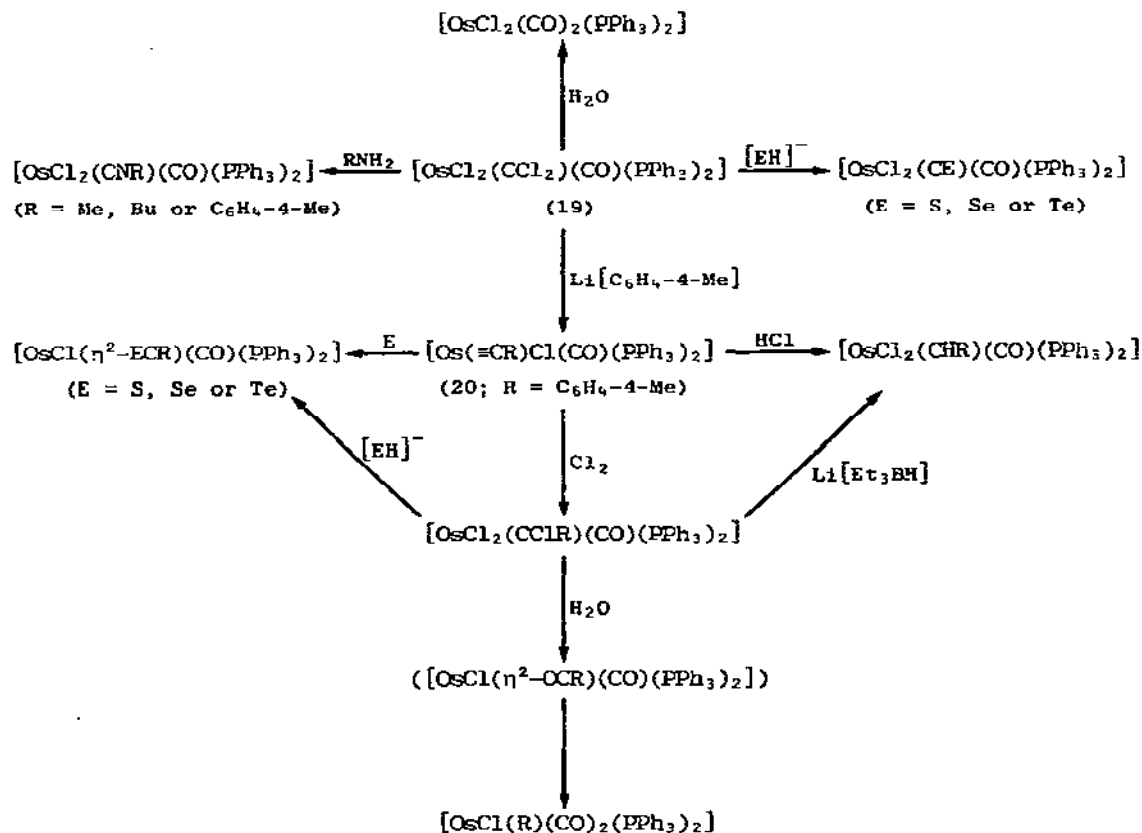 [OsCl₂(CO)₂(PPh₃)₂]
H₂O
[OsCl₂(CNR)(CO)(PPh₃)₂]
RNH₂
[OsCl₂(CCl₂)(CO)(PPh₃)₂]
[EH]⁻
[OsCl₂(CE)(CO)(PPh₃)₂]
(R = Me, Bu or C₆H₄-4-Me)
(19)
(E = S, Se or Te)
Li[C₆H₄-4-Me]
[OsCl(η²-ECR)(CO)(PPh₃)₂]
E
[Os(≡CR)Cl(CO)(PPh₃)₂]
HCl
[OsCl₂(CHR)(CO)(PPh₃)₂]
(E = S, Se or Te)
(20; R = C₆H₄-4-Me)
[EH]⁻
Cl₂
Li[Et₃BH]
[OsCl₂(CClR)(CO)(PPh₃)₂]
H₂O
([OsCl(η²-OCR)(CO)(PPh₃)₂])
[OsCl(R)(CO)₂(PPh₃)₂]